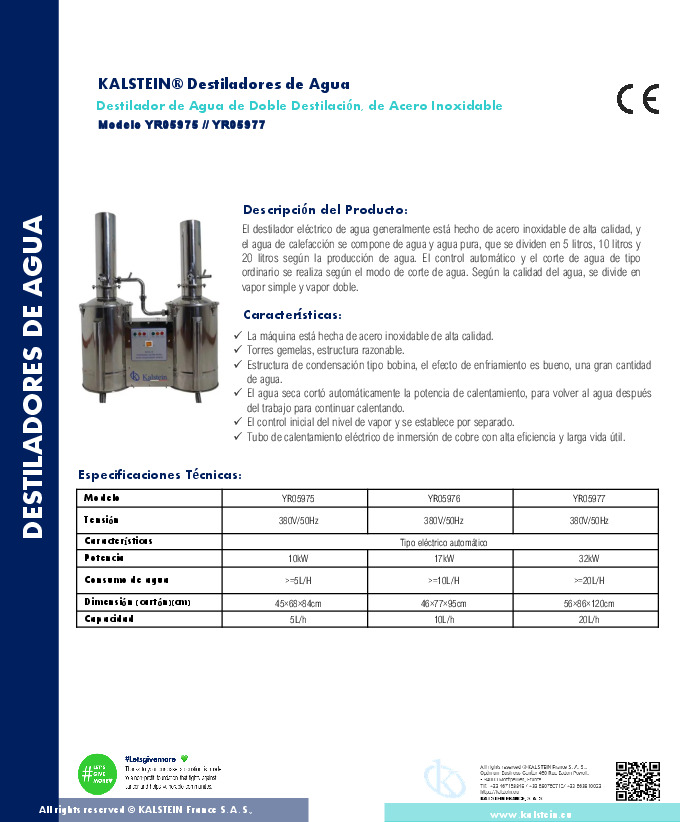 KALSTEIN® Destiladores de Agua
Destilador de Agua de Doble Destilación, de Acero Inoxidable
Modelo YR05975 // YR05977
CE
DESTILADORES DE AGUA
Descripción del Producto:
El destilador eléctrico de agua generalmente está hecho de acero inoxidable de alta calidad, y
el agua de calefacción se compone de agua y agua pura, que se dividen en 5 litros, 10 litros y
20 litros según la producción de agua. El control automático y el corte de agua de tipo
ordinario se realiza según el modo de corte de agua. Según la calidad del agua, se divide en
vapor simple y vapor doble.
Características:
✓ La máquina está hecha de acero inoxidable de alta calidad.
✓ Torres gemelas, estructura razonable.
✓ Estructura de condensación tipo bobina, el efecto de enfriamiento es bueno, una gran cantidad
de agua.
✓ El agua seca cortó automáticamente la potencia de calentamiento, para volver al agua después
del trabajo para continuar calentando.
✓ El control inicial del nivel de vapor y se establece por separado.
✓ Tubo de calentamiento eléctrico de inmersión de cobre con alta eficiencia y larga vida útil.
Kalstein
Especificaciones Técnicas:
Modelo YR05975 YR05976 YR05977
Tensión 380V/50Hz 380V/50Hz 380V/50Hz
Características Tipo eléctrico automático
Potencia 10kW 17kW 32kW
Consumo de agua >=5L/H >=10L/H >=20L/H
Dimensión (cartón)(cm) 45×68×84cm 46×77×95cm 56×86×120cm
Capacidad 5L/h 10L/h 20L/h
# LET'S
GIVE
MORE
#Letsgivemore
All rights reserved © KALSTEIN France S. A. S.,
KALSTEIN FRANCE, S. A. S
All rights reserved © KALSTEIN France S. A. S.,
www.kalstein.eu